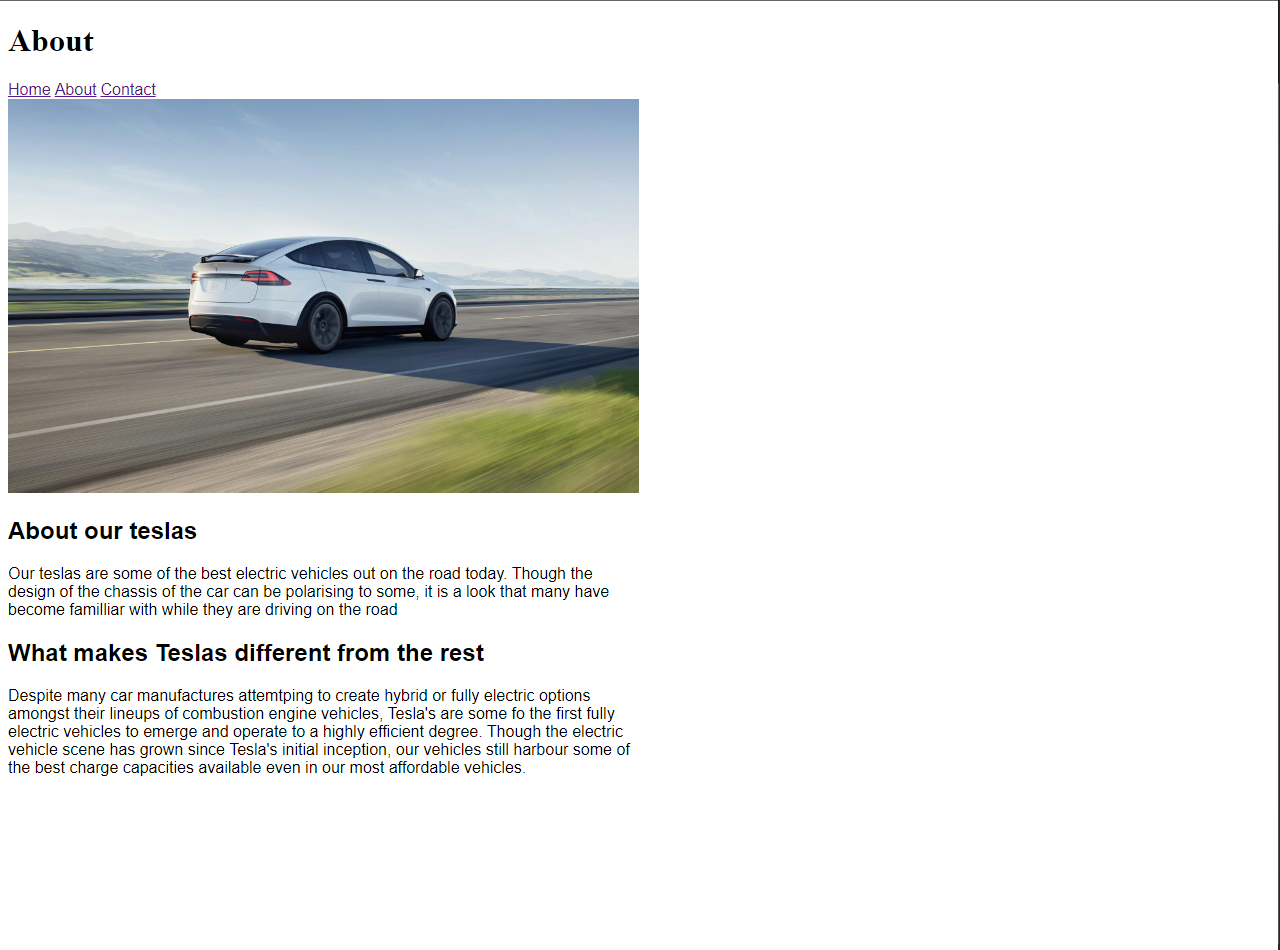 About
Home About Contact
About our teslas
Our teslas are some of the best electric vehicles out on the road today. Though the
design of the chassis of the car can be polarising to some, it is a look that many have
become familliar with while they are driving on the road
What makes Teslas different from the rest
Despite many car manufactures attemtping to create hybrid or fully electric options
amongst their lineups of combustion engine vehicles, Tesla's are some fo the first fully
electric vehicles to emerge and operate to a highly efficient degree. Though the electric
vehicle scene has grown since Tesla's initial inception, our vehicles still harbour some of
the best charge capacities available even in our most affordable vehicles.